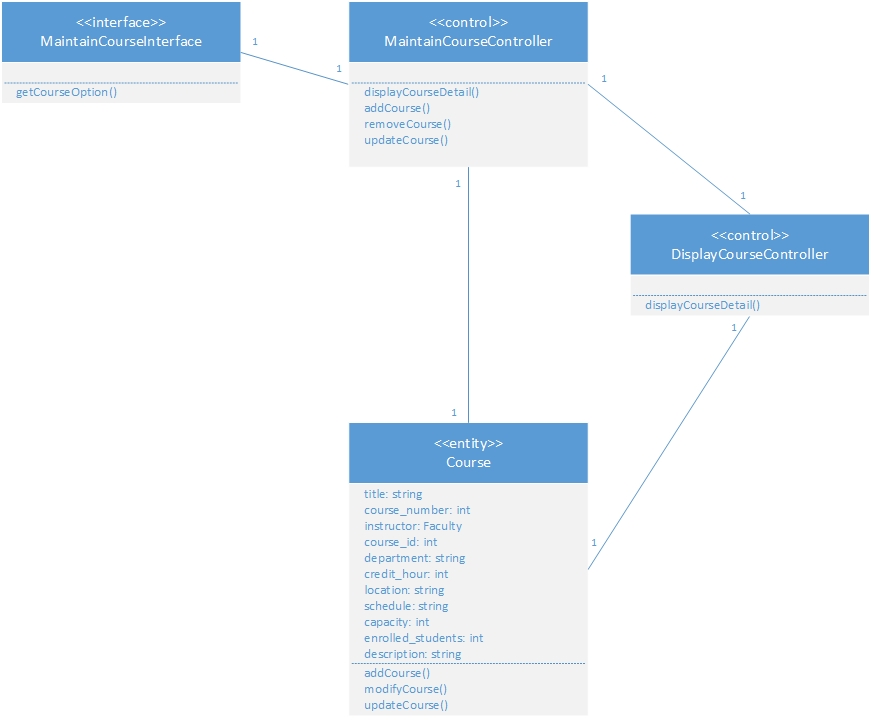 <<interface>>
MaintainCourseInterface
getCourseOption()
1
1
<<control>>
MaintainCourseController
displayCourseDetail()
addCourse()
removeCourse()
updateCourse()
1
1
1
<<control>>
DisplayCourseController
displayCourseDetail()
1
1
1
<<entity>>
Course
title: string
course_number: int
instructor: Faculty
course_id: int
department: string
credit_hour: int
location: string
schedule: string
capacity: int
enrolled_students: int
description: string
addCourse()
modifyCourse()
updateCourse()